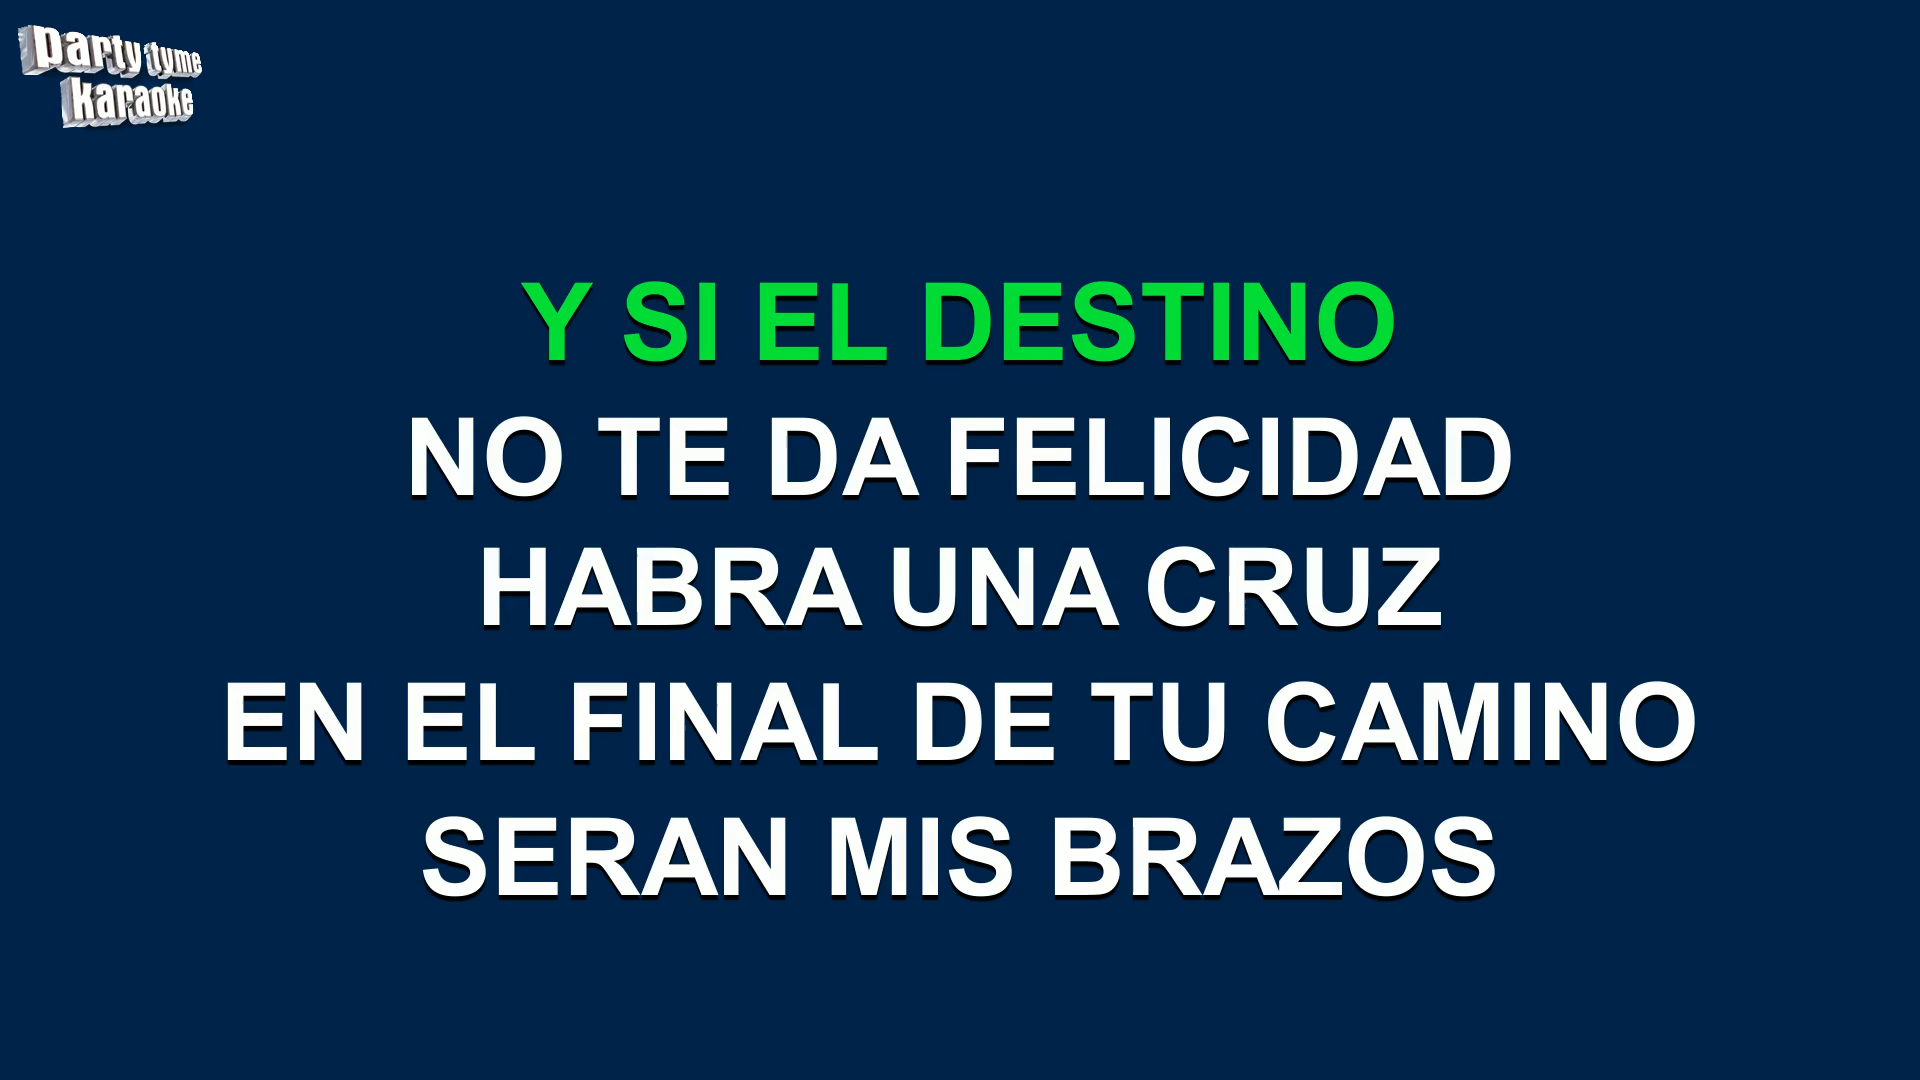 party tyme
karaoke
Y SI EL DESTINO
NO TE DA FELICIDAD
HABRA UNA CRUZ
EN EL FINAL DE TU CAMINO
SERAN MIS BRAZOS